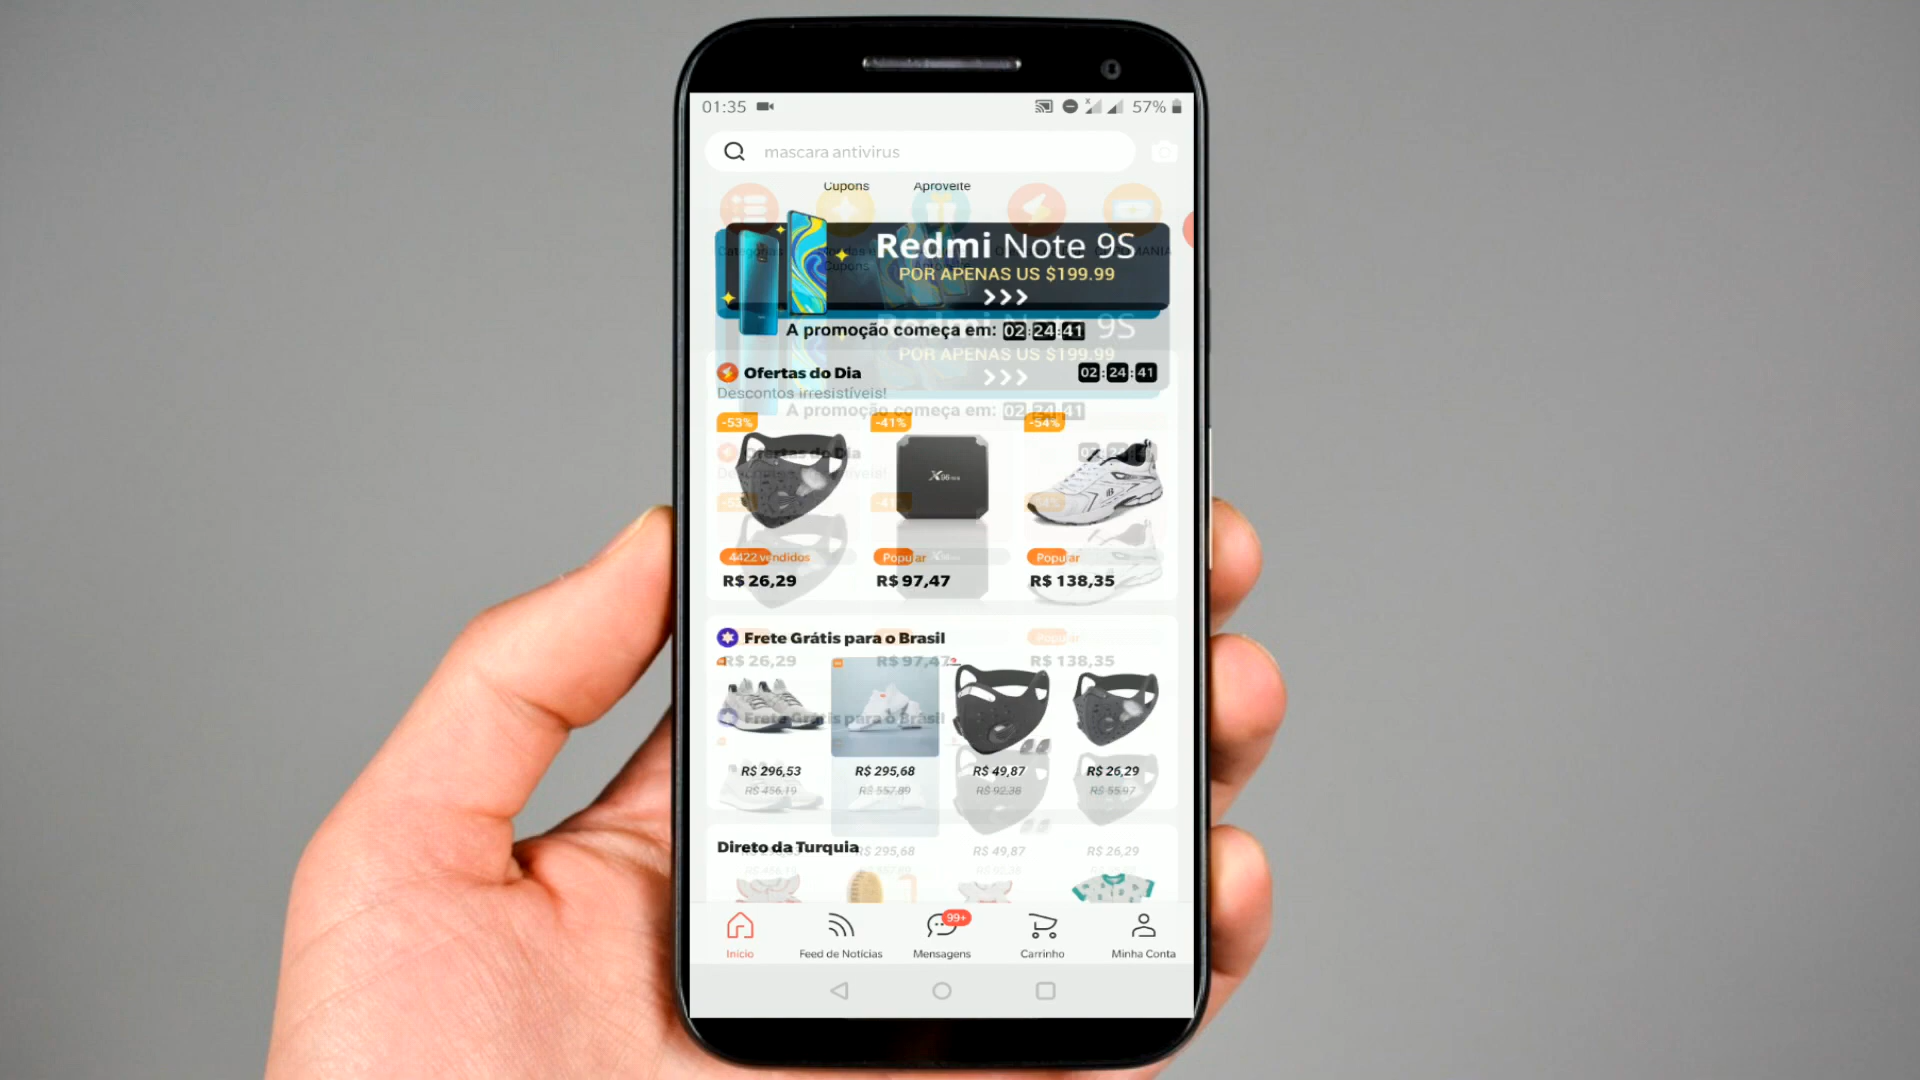 01:35
57%
mascara antivirus
Cupons
Aproveite
Redmi Note 9S
POR APENAS US $199.99
A promoção começa em: 02:24:41
Ofertas do Dia
02:24:41
Descontos irresistíveis!
-53%
-41%
-54%
X96 mini
4422 vendidos
Popular
Popular
R$ 26,29
R$ 97,47
R$ 138,35
Frete Grátis para o Brasil
R$ 296,53
R$ 295,68
R$ 49,87
R$ 26,29
R$ 456,19
R$ 557,89
R$ 92,38
R$ 55,97
Direto da Turquia
99+
Início
Feed de Notícias
Mensagens
Carrinho
Minha Conta